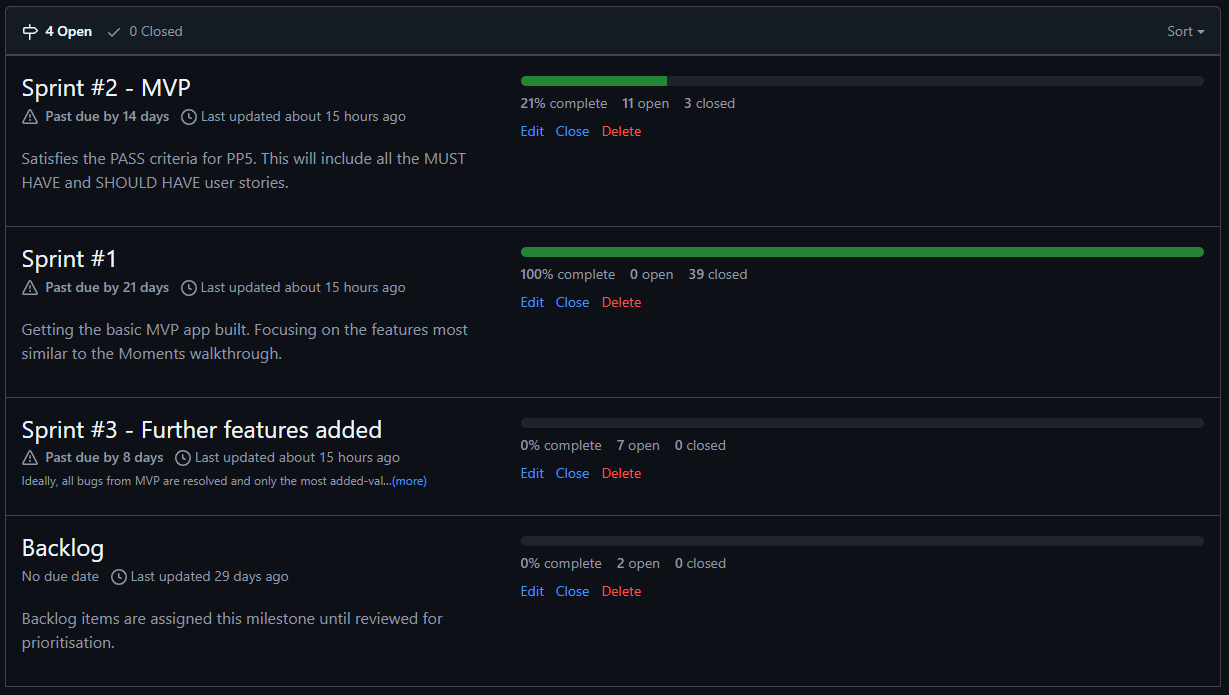 4 Open 0 Closed Sort
Sprint #2 - MVP
Past due by 14 days Last updated about 15 hours ago
Satisfies the PASS criteria for PP5. This will include all the MUST
HAVE and SHOULD HAVE user stories.
21% complete 11 open 3 closed
Edit Close Delete
Sprint #1
Past due by 21 days Last updated about 15 hours ago
Getting the basic MVP app built. Focusing on the features most
similar to the Moments walkthrough.
100% complete 0 open 39 closed
Edit Close Delete
Sprint #3 - Further features added
Past due by 8 days Last updated about 15 hours ago
Ideally, all bugs from MVP are resolved and only the most added-val...(more)
0% complete 7 open 0 closed
Edit Close Delete
Backlog
No due date Last updated 29 days ago
Backlog items are assigned this milestone until reviewed for
prioritisation.
0% complete 2 open 0 closed
Edit Close Delete